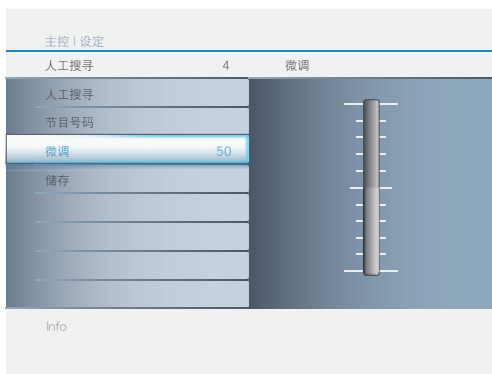 主控 | 设定
人工搜寻 4 微调
人工搜寻
节目号码
微调 50
储存
Info